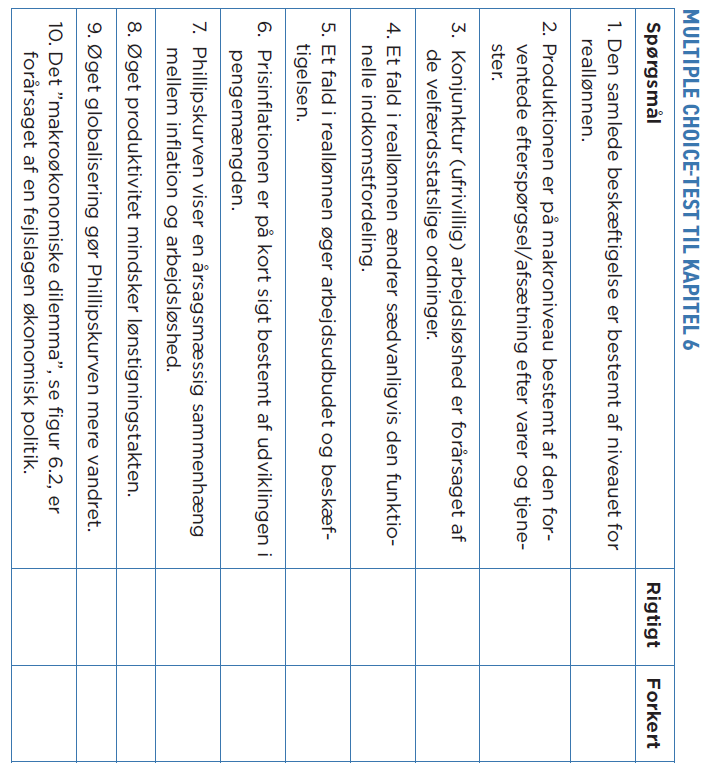 MULTIPLE CHOICE-TEST TIL KAPITEL 6
Spørgsmål Rigtigt Forkert
1. Den samlede beskæftigelse er bestemt af niveauet for
reallønnen.
2. Produktionen er på makroniveau bestemt af den for-
ventede efterspørgsel/afsætning efter varer og tjene-
ster.
3. Konjunktur (ufrivillig) arbejdsløshed er forårsaget af
de velfærdsstatslige ordninger.
4. Et fald i reallønnen ændrer sædvanligvis den funktio-
nelle indkomstfordeling.
5. Et fald i reallønnen øger arbejdsudbudet og beskæf-
tigelsen.
6. Prisinflationen er på kort sigt bestemt af udviklingen i
pengemængden.
7. Phillipskurven viser en årsagsmæssig sammenhæng
mellem inflation og arbejdsløshed.
8. Øget produktivitet mindsker lønstigningstakten.
9. Øget globalisering gør Phillipskurven mere vandret.
10. Det ”makroøkonomiske dilemma”, se figur 6.2, er
forårsaget af en fejlslagen økonomisk politik.